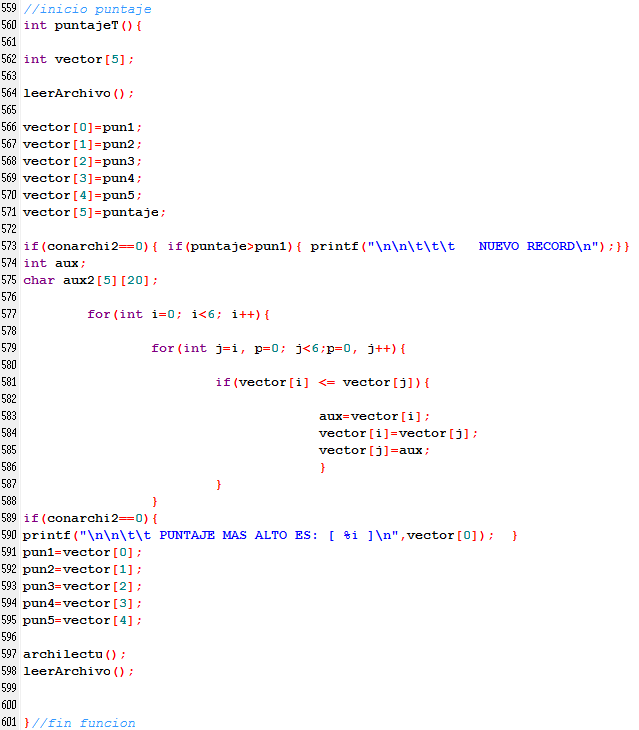 559 //inicio puntaje
560 int puntajeT(){
561
562 int vector[5];
563
564 leerArchivo();
565
566 vector[0]=pun1;
567 vector[1]=pun2;
568 vector[2]=pun3;
569 vector[3]=pun4;
570 vector[4]=pun5;
571 vector[5]=puntaje;
572
573 if(conarchi2==0){ if(puntaje>pun1){ printf("\n\n\t\t\t   NUEVO RECORD\n");}}
574 int aux;
575 char aux2[5][20];
576
577         for(int i=0; i<6; i++){
578
579                 for(int j=i, p=0; j<6;p=0, j++){
580
581                         if(vector[i] <= vector[j]){
582
583                                      aux=vector[i];
584                                      vector[i]=vector[j];
585                                      vector[j]=aux;
586                                      }
587                         }
588                 }
589 if(conarchi2==0){
590 printf("\n\n\t\t PUNTAJE MAS ALTO ES: [ %i ]\n",vector[0]);  }
591 pun1=vector[0];
592 pun2=vector[1];
593 pun3=vector[2];
594 pun4=vector[3];
595 pun5=vector[4];
596
597 archilectu();
598 leerArchivo();
599
600
601 }//fin funcion